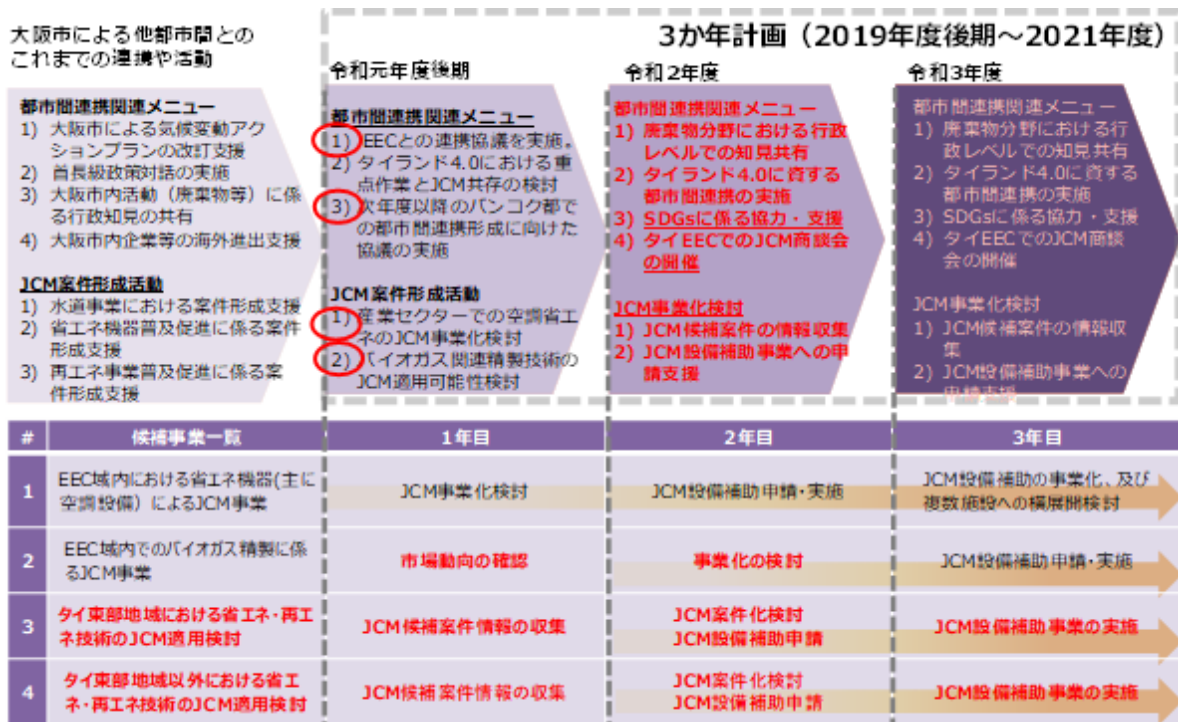 大阪市による他都市間との
これまでの連携や活動
3か年計画（2019年度後期～2021年度）
令和元年度後期
令和2年度
令和3年度
都市間連携関連メニュー
1) 大阪市による気候変動アク
ションプランの改訂支援
2) 首長級政策対話の実施
3) 大阪市内活動（廃棄物等）に係
る行政知見の共有
4) 大阪市内企業等の海外進出支援
JCM案件形成活動
1) 水道事業における案件形成支援
2) 省エネ機器普及促進に係る案件
形成支援
3) 再エネ事業普及促進に係る案
件形成支援
都市間連携関連メニュー
1) EECとの連携協議を実施。
2) タイランド4.0における重
点作業とJCM共存の検討
3) 次年度以降のバンコク都で
の都市間連携形成に向けた
協議の実施
JCM案件形成活動
1) 産業セクターでの空調省エ
ネのJCM事業化検討
2) バイオガス関連精製技術の
JCM適用可能性検討
都市間連携関連メニュー
1) 廃棄物分野における行政
レベルでの知見共有
2) タイランド4.0に資する
都市間連携の実施
3) SDGsに係る協力・支援
4) タイEECでのJCM商談会
の開催
JCM事業化検討
1) JCM候補案件の情報収集
2) JCM設備補助事業への申
請支援
都市間連携関連メニュー
1) 廃棄物分野における行
政レベルでの知見共有
2) タイランド4.0に資する
都市間連携の実施
3) SDGsに係る協力・支援
4) タイEECでのJCM商談
会の開催
JCM事業化検討
1) JCM候補案件の情報収
集
2) JCM設備補助事業への
申請支援
# 候補事業一覧 1年目 2年目 3年目
1 EEC域内における省エネ機器(主に
空調設備）によるJCM事業
JCM事業化検討
JCM設備補助申請・実施
JCM設備補助の事業化、及び
複数施設への横展開検討
2 EEC域内でのバイオガス精製に係
るJCM事業
市場動向の確認
事業化の検討
JCM設備補助申請・実施
3 タイ東部地域における省エネ・再エ
ネ技術のJCM適用検討
JCM候補案件情報の収集
JCM案件化検討
JCM設備補助申請
JCM設備補助事業の実施
4 タイ東部地域以外における省エ
ネ・再エネ技術のJCM適用検討
JCM候補案件情報の収集
JCM案件化検討
JCM設備補助申請
JCM設備補助事業の実施